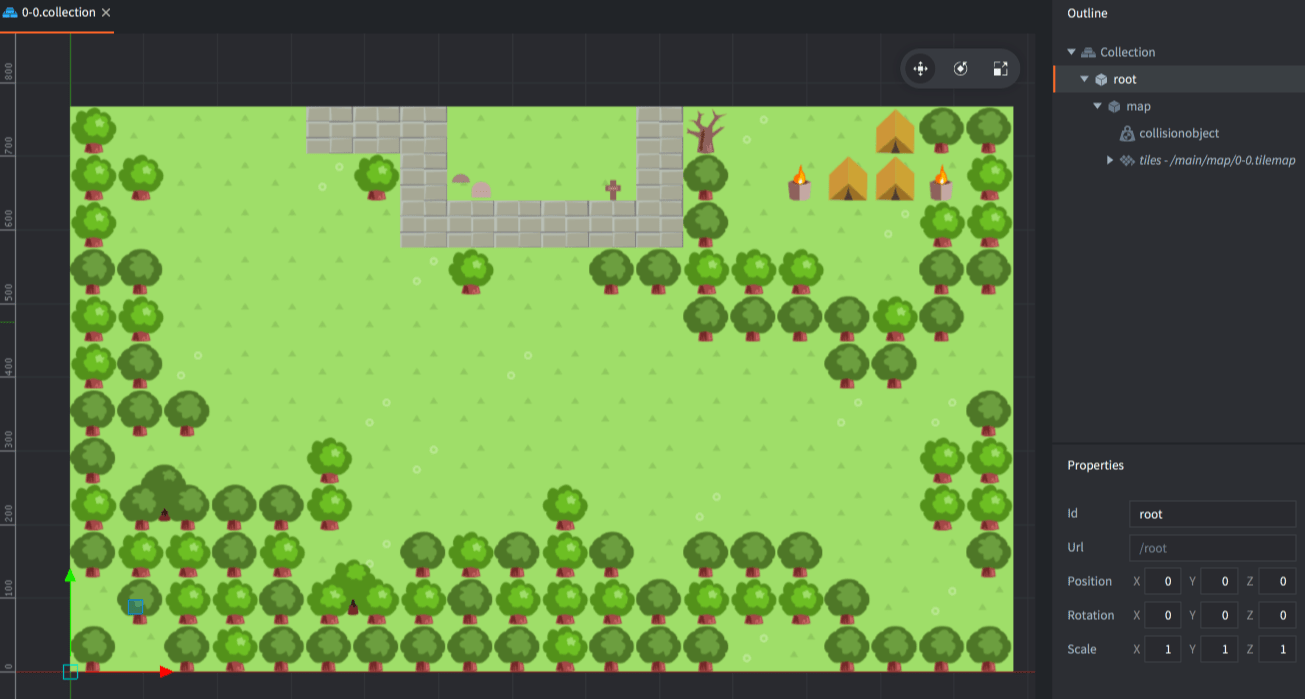 0-0.collection ×
Outline
Collection
root
map
collisionobject
tiles - /main/map/0-0.tilemap
800
700
600
500
400
300
200
100
0
Properties
Id root
Url /root
Position X 0 Y 0 Z 0
Rotation X 0 Y 0 Z 0
Scale X 1 Y 1 Z 1